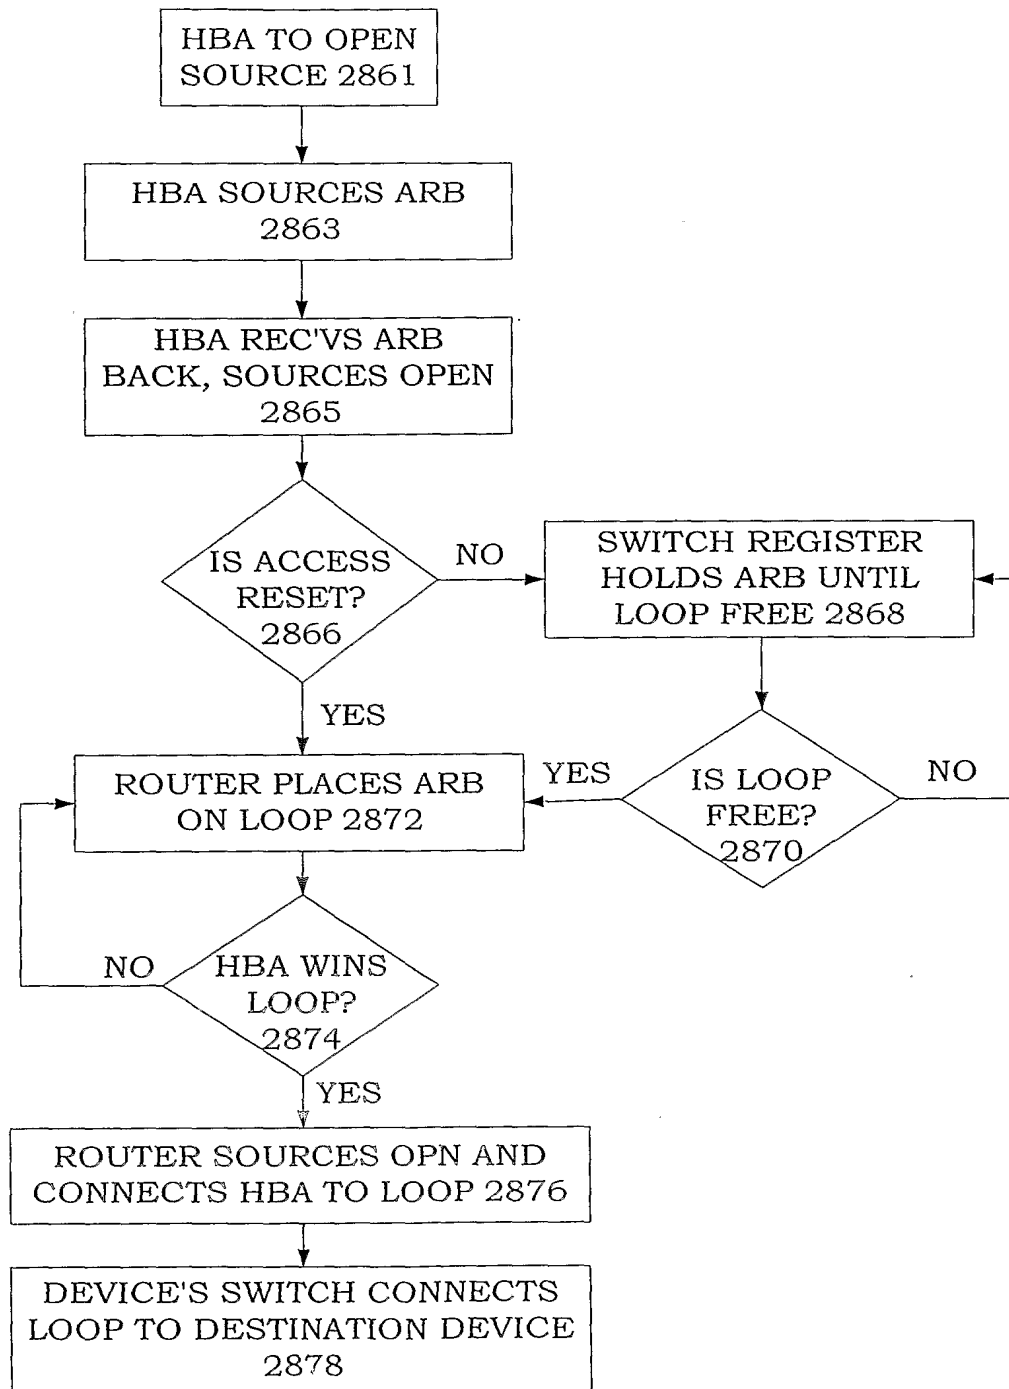 HBA TO OPEN
SOURCE 2861
HBA SOURCES ARB
2863
HBA REC'VS ARB
BACK, SOURCES OPEN
2865
IS ACCESS
RESET?
2866
NO
SWITCH REGISTER
HOLDS ARB UNTIL
LOOP FREE 2868
YES
ROUTER PLACES ARB
ON LOOP 2872
YES
IS LOOP
FREE?
2870
NO
NO
HBA WINS
LOOP?
2874
YES
ROUTER SOURCES OPN AND
CONNECTS HBA TO LOOP 2876
DEVICE'S SWITCH CONNECTS
LOOP TO DESTINATION DEVICE
2878